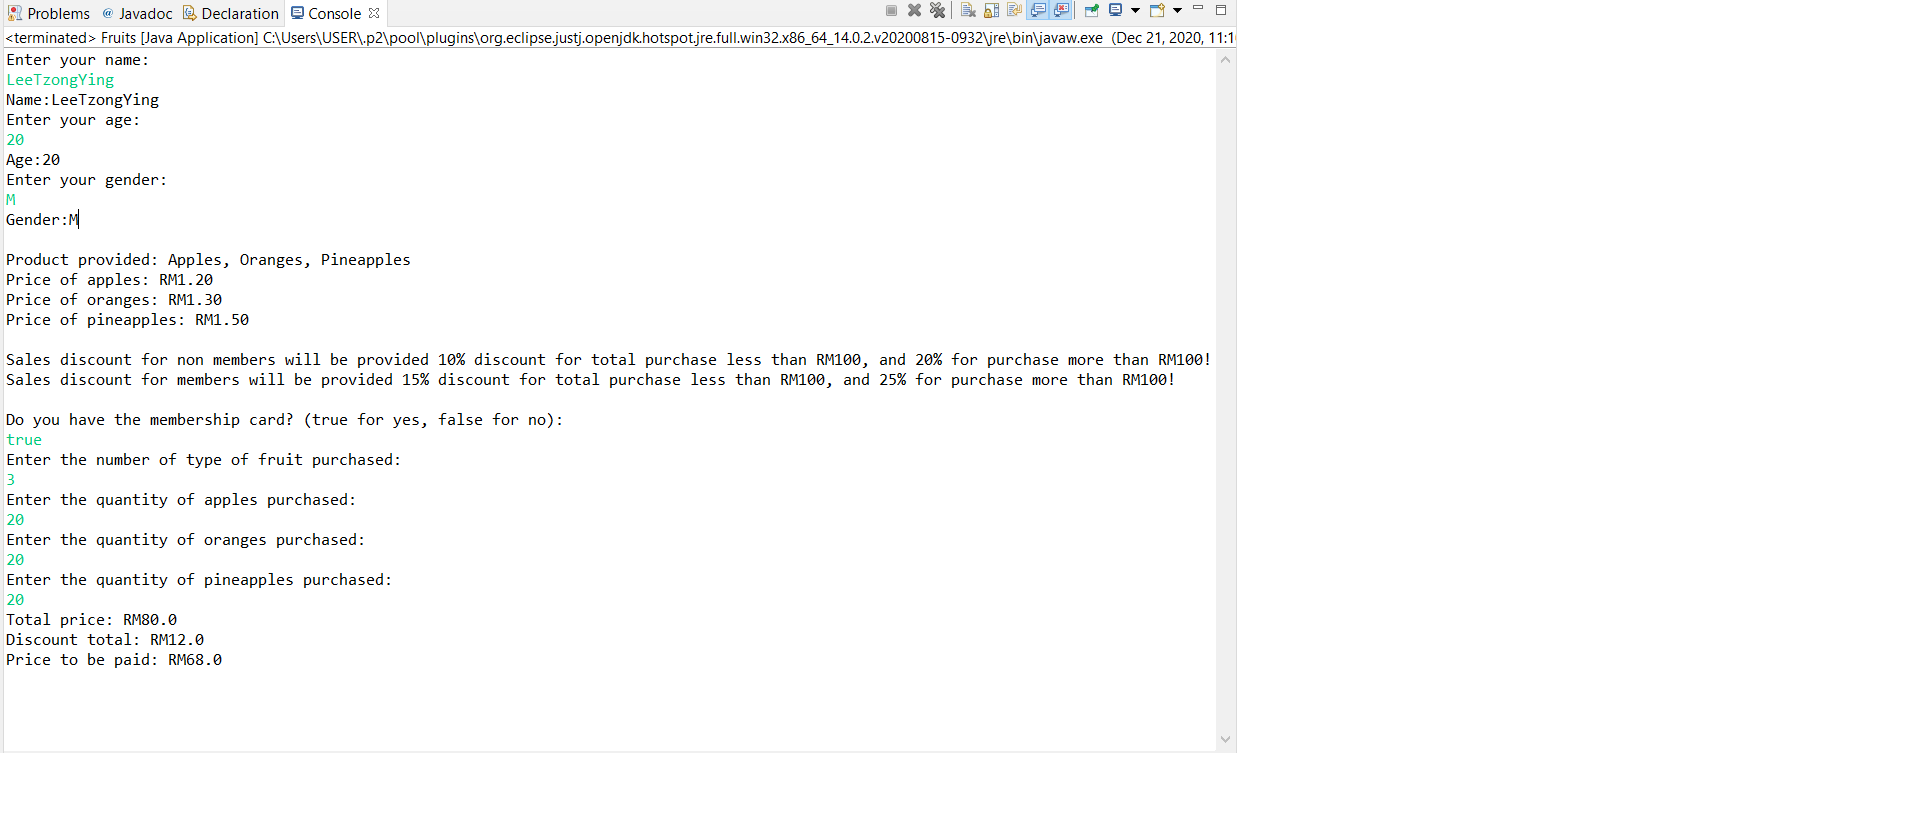 Problems @ Javadoc Declaration Console
<terminated> Fruits [Java Application] C:\Users\USER\.p2\pool\plugins\org.eclipse.justj.openjdk.hotspot.jre.full.win32.x86_64_14.0.2.v20200815-0932\jre\bin\javaw.exe (Dec 21, 2020, 11:1
Enter your name:
LeeTzongYing
Name:LeeTzongYing
Enter your age:
20
Age:20
Enter your gender:
M
Gender:M
Product provided: Apples, Oranges, Pineapples
Price of apples: RM1.20
Price of oranges: RM1.30
Price of pineapples: RM1.50
Sales discount for non members will be provided 10% discount for total purchase less than RM100, and 20% for purchase more than RM100!
Sales discount for members will be provided 15% discount for total purchase less than RM100, and 25% for purchase more than RM100!
Do you have the membership card? (true for yes, false for no):
true
Enter the number of type of fruit purchased:
3
Enter the quantity of apples purchased:
20
Enter the quantity of oranges purchased:
20
Enter the quantity of pineapples purchased:
20
Total price: RM80.0
Discount total: RM12.0
Price to be paid: RM68.0